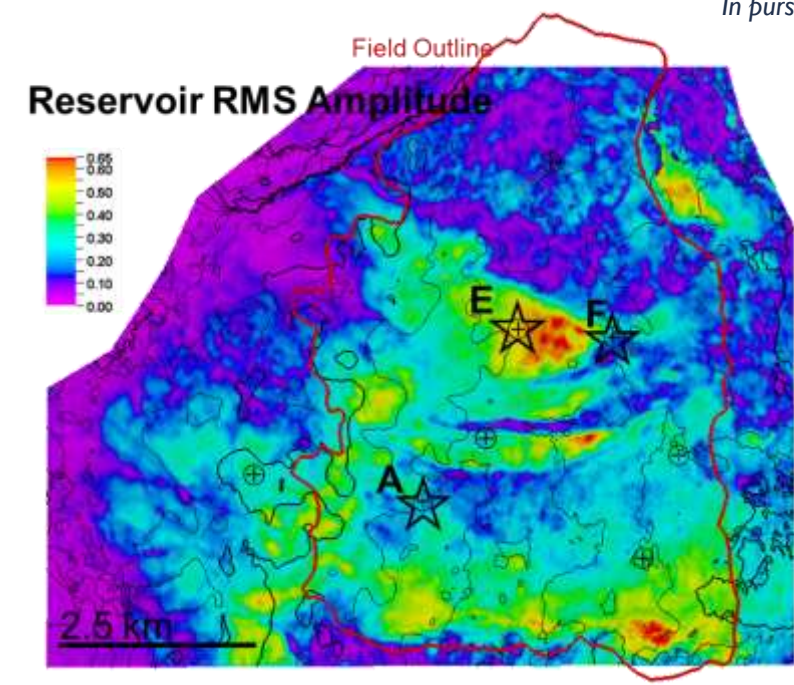 In purs
Field Outline
Reservoir RMS Amplitude
0.65
0.60
0.50
0.40
0.30
0.20
0.10
0.00
E
F
A
2.5 km